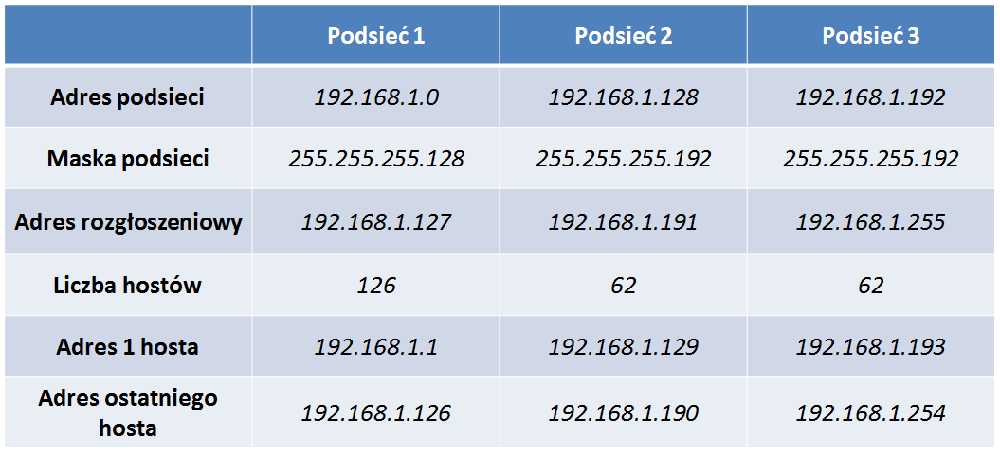 Podsieć 1 Podsieć 2 Podsieć 3
Adres podsieci 192.168.1.0 192.168.1.128 192.168.1.192
Maska podsieci 255.255.255.128 255.255.255.192 255.255.255.192
Adres rozgłoszeniowy 192.168.1.127 192.168.1.191 192.168.1.255
Liczba hostów 126 62 62
Adres 1 hosta 192.168.1.1 192.168.1.129 192.168.1.193
Adres ostatniego
hosta 192.168.1.126 192.168.1.190 192.168.1.254